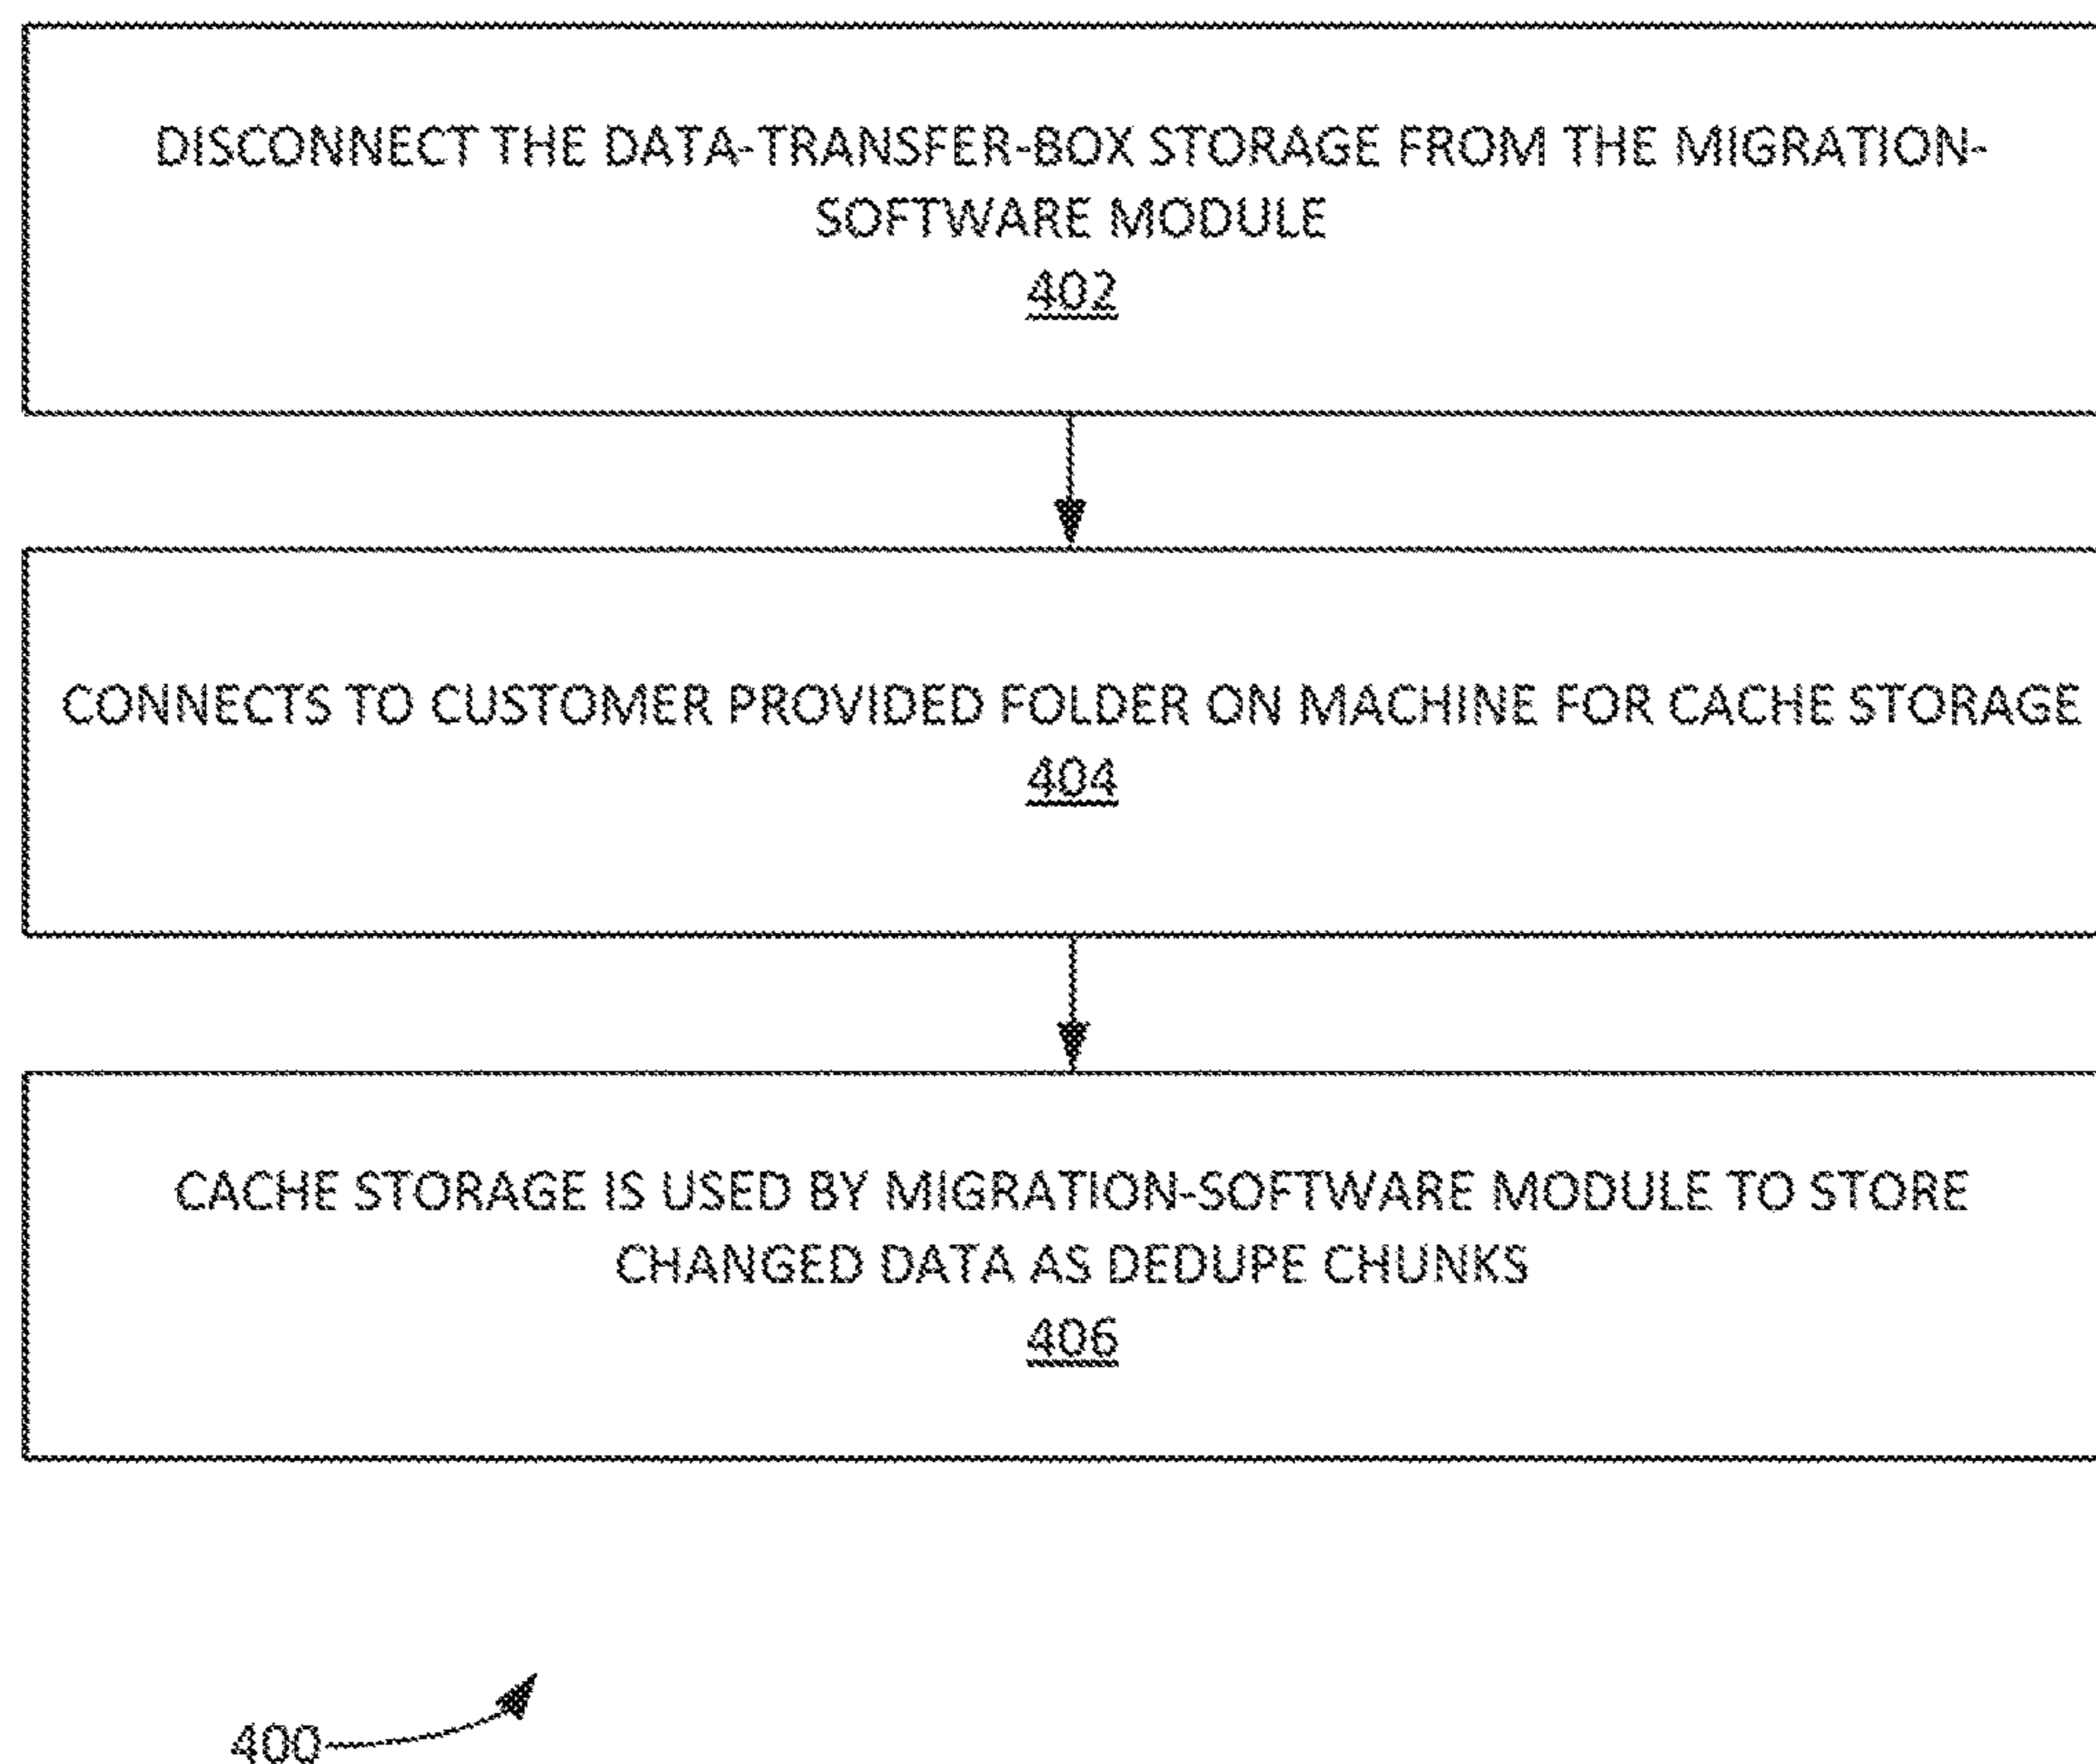 DISCONNECT THE DATA-TRANSFER-BOX STORAGE FROM THE MIGRATION-
SOFTWARE MODULE
402
CONNECTS TO CUSTOMER PROVIDED FOLDER ON MACHINE FOR CACHE STORAGE
404
CACHE STORAGE IS USED BY MIGRATION-SOFTWARE MODULE TO STORE
CHANGED DATA AS DEDUPE CHUNKS
406
400